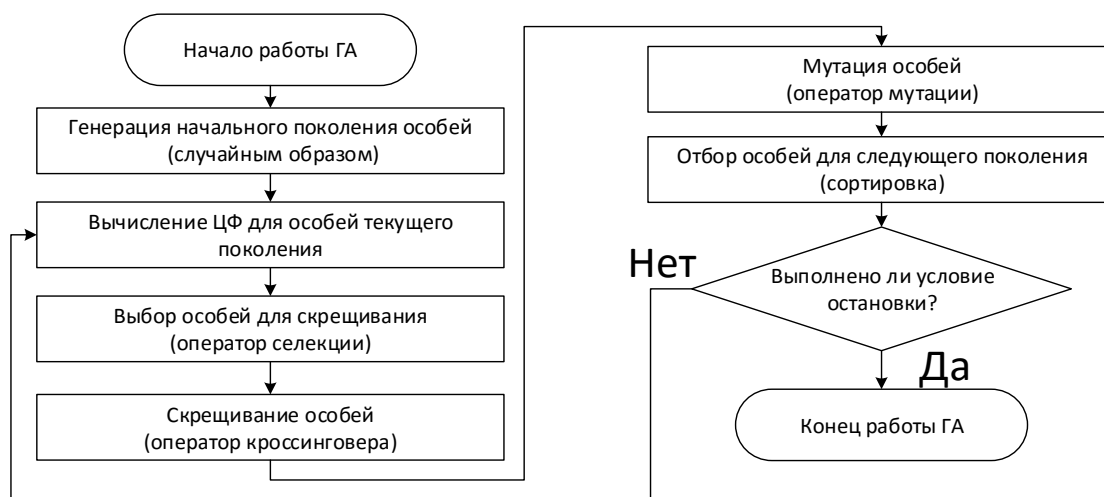 Начало работы ГА
Генерация начального поколения особей
(случайным образом)
Вычисление ЦФ для особей текущего
поколения
Выбор особей для скрещивания
(оператор селекции)
Скрещивание особей
(оператор кроссинговера)
Мутация особей
(оператор мутации)
Отбор особей для следующего поколения
(сортировка)
Нет
Выполнено ли условие
остановки?
Да
Конец работы ГА